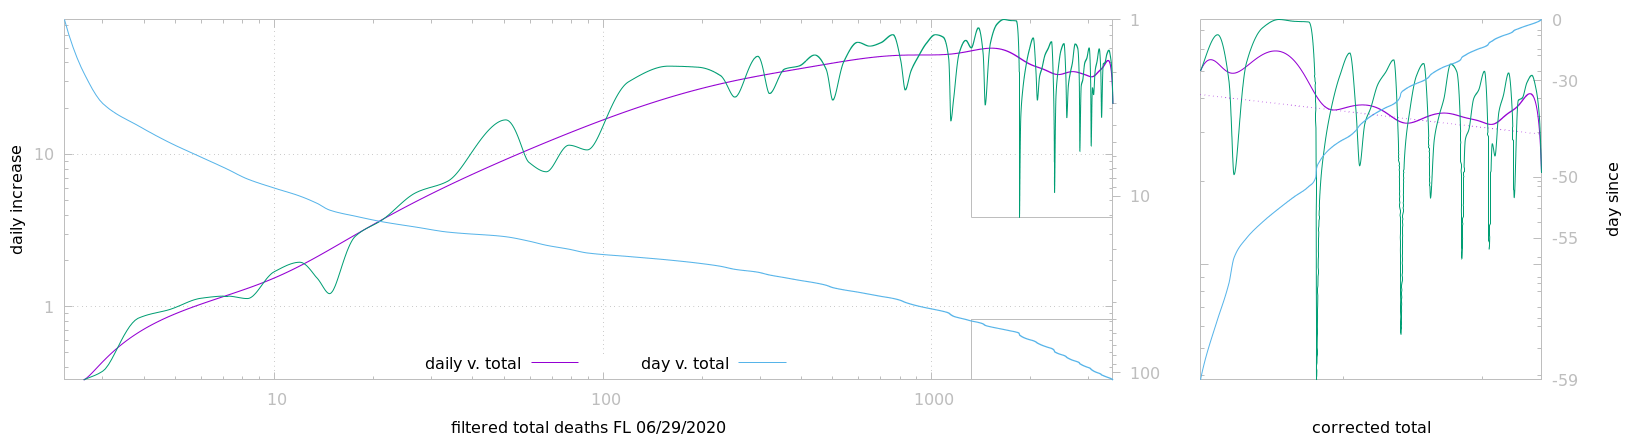 1
0
10
-30
daily increase
10
-50
day since
-55
1
daily v. total
day v. total
100
-59
10
100
1000
filtered total deaths FL 06/29/2020
corrected total